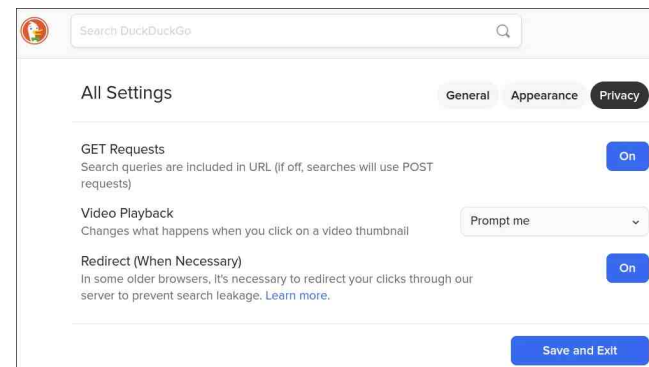 Search DuckDuckGo
All Settings
General Appearance Privacy
GET Requests
Search queries are included in URL (if off, searches will use POST
requests)
On
Video Playback
Changes what happens when you click on a video thumbnail
Prompt me
Redirect (When Necessary)
In some older browsers, it's necessary to redirect your clicks through our
server to prevent search leakage. Learn more.
On
Save and Exit